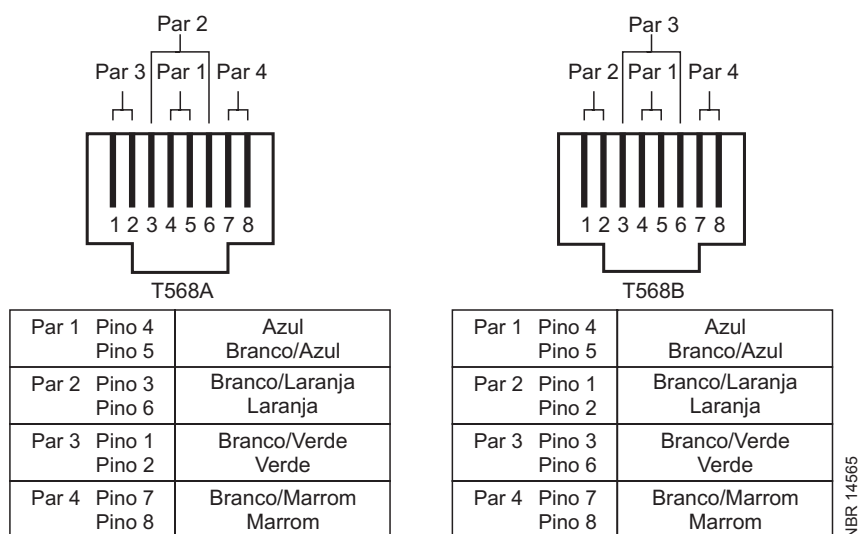 Par 2
Par 3 Par 1 Par 4
1 2 3 4 5 6 7 8
T568A
Par 1 Pino 4 Azul
Pino 5 Branco/Azul
Par 2 Pino 3 Branco/Laranja
Pino 6 Laranja
Par 3 Pino 1 Branco/Verde
Pino 2 Verde
Par 4 Pino 7 Branco/Marrom
Pino 8 Marrom
Par 3
Par 2 Par 1 Par 4
1 2 3 4 5 6 7 8
T568B
Par 1 Pino 4 Azul
Pino 5 Branco/Azul
Par 2 Pino 1 Branco/Laranja
Pino 2 Laranja
Par 3 Pino 3 Branco/Verde
Pino 6 Verde
Par 4 Pino 7 Branco/Marrom
Pino 8 Marrom
NBR 14565